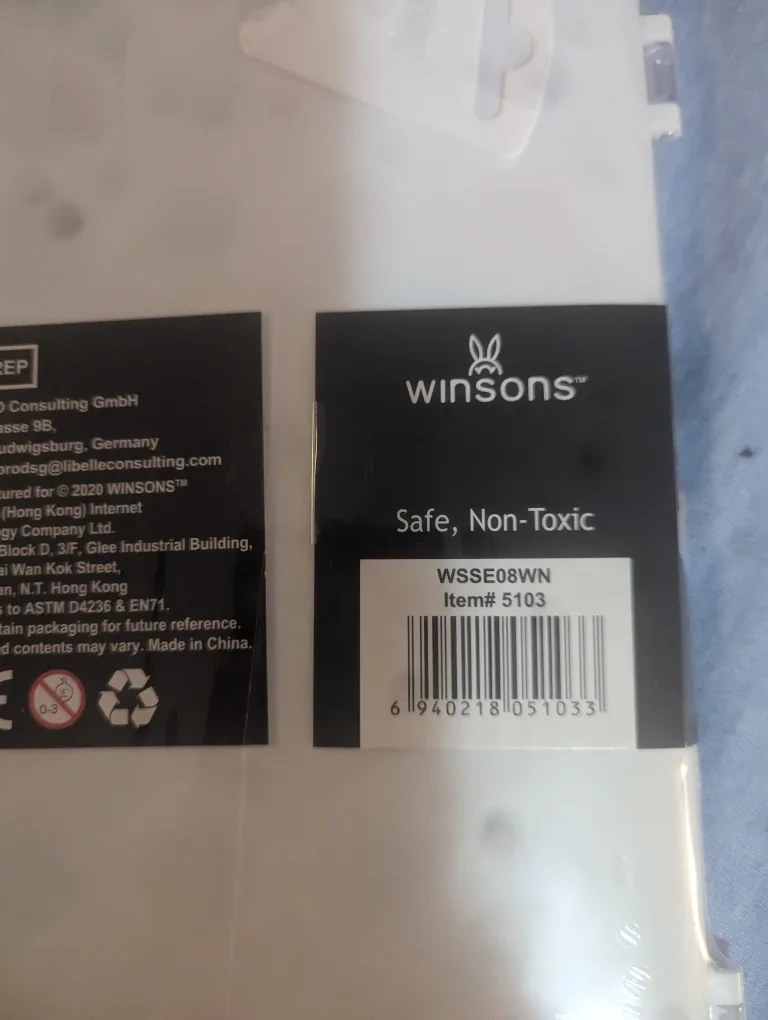 REP
Consulting GmbH
asse 9B,
udwigsburg, Germany
prodsg@libelleconsulting.com
tured for © 2020 WINSONS™
(Hong Kong) Internet
gy Company Ltd.
Block D, 3/F, Glee Industrial Building,
ai Wan Kok Street,
an, N.T. Hong Kong
s to ASTM D4236 & EN71.
tain packaging for future reference.
d contents may vary. Made in China.
CE
0-3
WINSONS™
Safe, Non-Toxic
WSSE08WN
Item# 5103
6 940218 051033